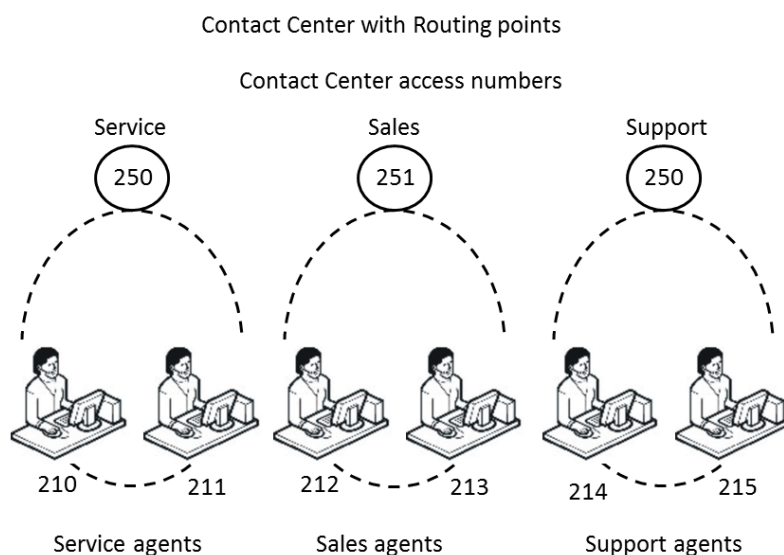 Contact Center with Routing points
Contact Center access numbers
Service Sales Support
250 251 250
210 211 212 213 214 215
Service agents Sales agents Support agents